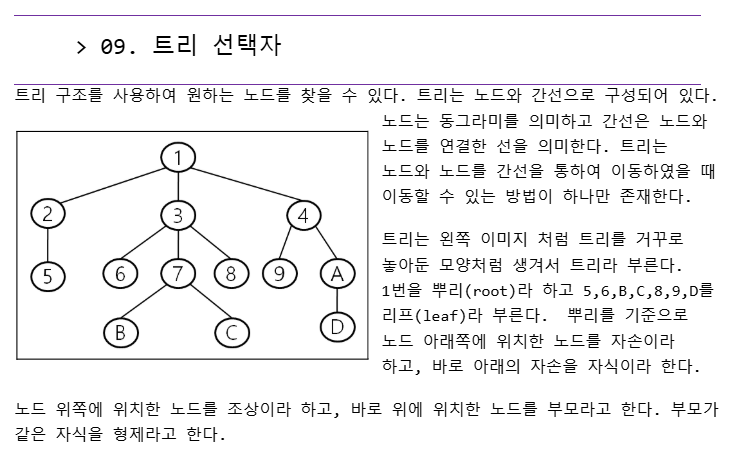 > 09. 트리 선택자
트리 구조를 사용하여 원하는 노드를 찾을 수 있다. 트리는 노드와 간선으로 구성되어 있다.
노드는 동그라미를 의미하고 간선은 노드와
노드를 연결한 선을 의미한다. 트리는
노드와 노드를 간선을 통하여 이동하였을 때
이동할 수 있는 방법이 하나만 존재한다.
트리는 왼쪽 이미지 처럼 트리를 거꾸로
놓아둔 모양처럼 생겨서 트리라 부른다.
1번을 뿌리(root)라 하고 5,6,B,C,8,9,D를
리프(leaf)라 부른다.  뿌리를 기준으로
노드 아래쪽에 위치한 노드를 자손이라
하고, 바로 아래의 자손을 자식이라 한다.
1
2 3 4
5 6 7 8 9 A
B C D
노드 위쪽에 위치한 노드를 조상이라 하고, 바로 위에 위치한 노드를 부모라고 한다. 부모가
같은 자식을 형제라고 한다.